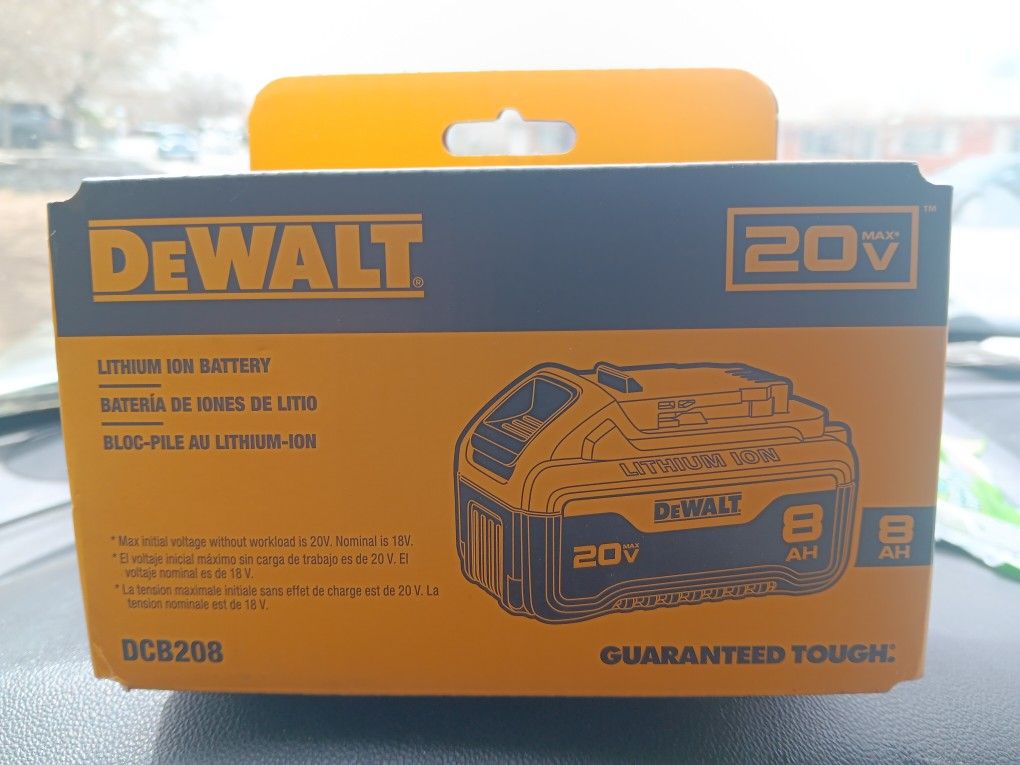 DEWALT®
20V MAX* ™
LITHIUM ION BATTERY
BATERÍA DE IONES DE LITIO
BLOC-PILE AU LITHIUM-ION
LITHIUM ION
DEWALT
20V MAX
8 AH
8 AH
* Max initial voltage without workload is 20V. Nominal is 18V.
* El voltaje inicial máximo sin carga de trabajo es de 20 V. El
voltaje nominal es de 18 V.
* La tension maximale initiale sans effet de charge est de 20 V. La
tension nominale est de 18 V.
DCB208
GUARANTEED TOUGH.®